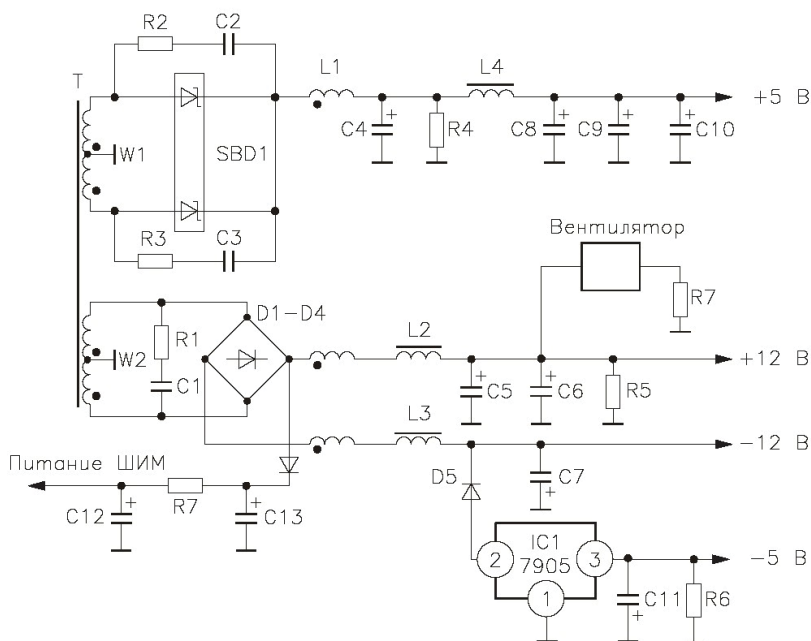 R2 C2
T
L1 L4
+5 В
W1 SBD1 C4 R4 C8 C9 C10
R3 C3
Вентилятор
R7
D1-D4
R1
W2
C1
L2
+12 В
C5 C6 R5
L3
-12 В
Питание ШИМ
C12 R7 C13
D5 C7
IC1
2 7905 3
-5 В
1 C11 R6
+ + + + + + + + + + +